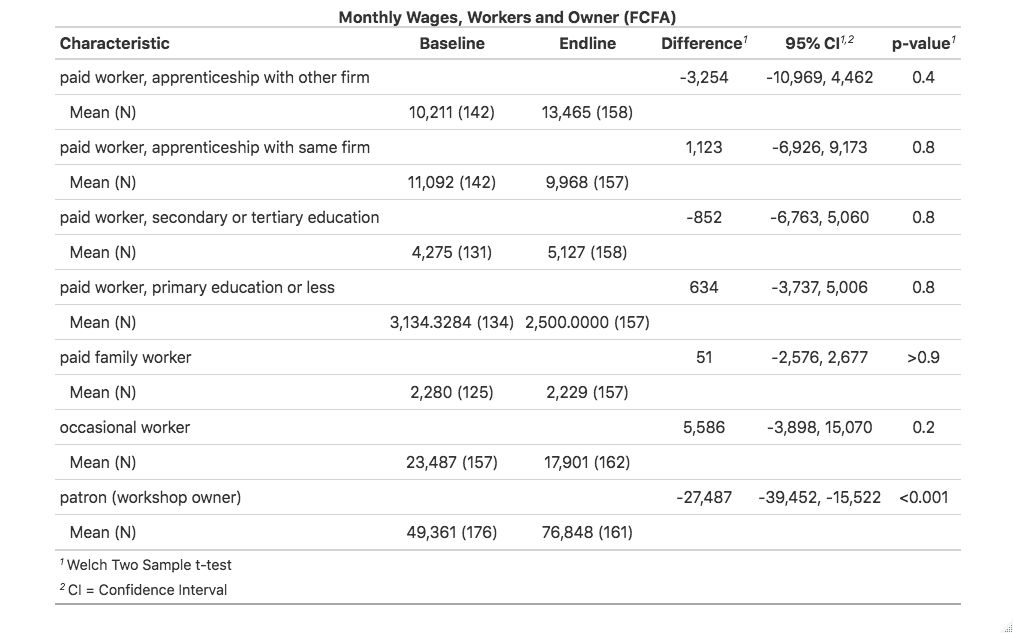 Monthly Wages, Workers and Owner (FCFA)
Characteristic Baseline Endline Difference¹ 95% CI¹,² p-value¹
paid worker, apprenticeship with other firm -3,254 -10,969, 4,462 0.4
Mean (N) 10,211 (142) 13,465 (158)
paid worker, apprenticeship with same firm 1,123 -6,926, 9,173 0.8
Mean (N) 11,092 (142) 9,968 (157)
paid worker, secondary or tertiary education -852 -6,763, 5,060 0.8
Mean (N) 4,275 (131) 5,127 (158)
paid worker, primary education or less 634 -3,737, 5,006 0.8
Mean (N) 3,134.3284 (134) 2,500.0000 (157)
paid family worker 51 -2,576, 2,677 >0.9
Mean (N) 2,280 (125) 2,229 (157)
occasional worker 5,586 -3,898, 15,070 0.2
Mean (N) 23,487 (157) 17,901 (162)
patron (workshop owner) -27,487 -39,452, -15,522 <0.001
Mean (N) 49,361 (176) 76,848 (161)
¹ Welch Two Sample t-test
² CI = Confidence Interval